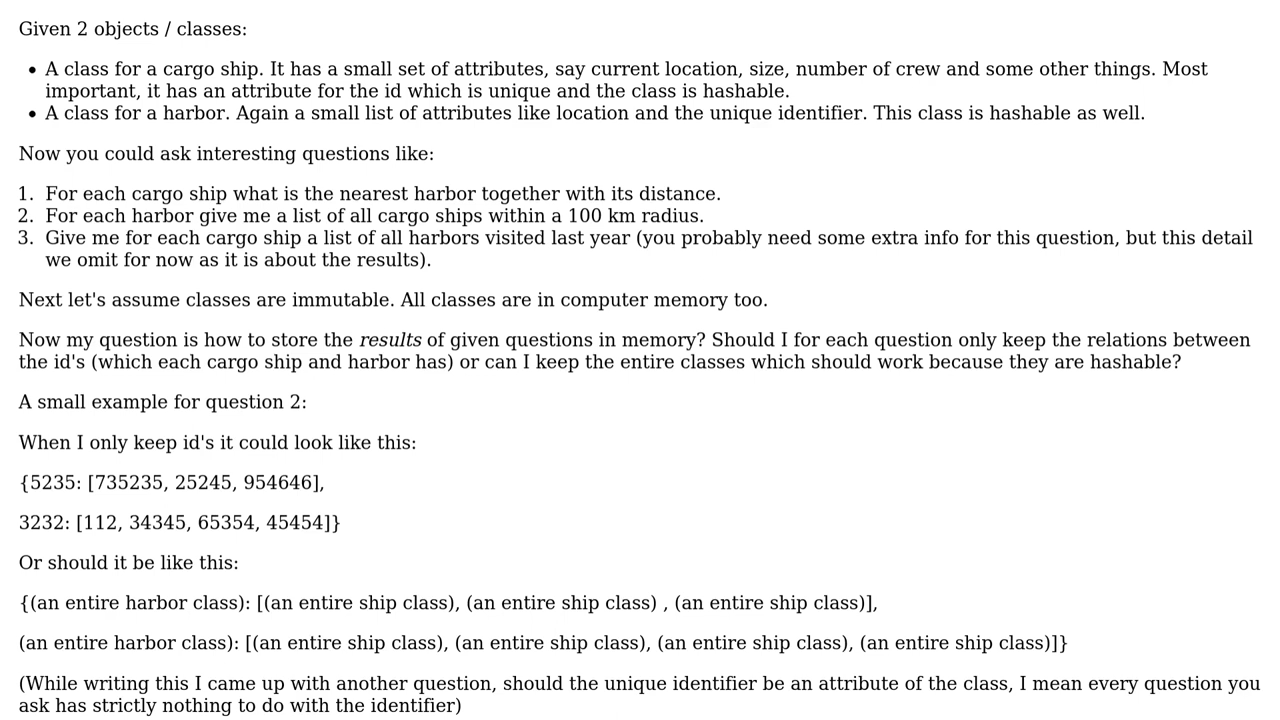 Given 2 objects / classes:
• A class for a cargo ship. It has a small set of attributes, say current location, size, number of crew and some other things. Most
important, it has an attribute for the id which is unique and the class is hashable.
• A class for a harbor. Again a small list of attributes like location and the unique identifier. This class is hashable as well.
Now you could ask interesting questions like:
1. For each cargo ship what is the nearest harbor together with its distance.
2. For each harbor give me a list of all cargo ships within a 100 km radius.
3. Give me for each cargo ship a list of all harbors visited last year (you probably need some extra info for this question, but this detail
we omit for now as it is about the results).
Next let's assume classes are immutable. All classes are in computer memory too.
Now my question is how to store the results of given questions in memory? Should I for each question only keep the relations between
the id's (which each cargo ship and harbor has) or can I keep the entire classes which should work because they are hashable?
A small example for question 2:
When I only keep id's it could look like this:
{5235: [735235, 25245, 954646],
3232: [112, 34345, 65354, 45454]}
Or should it be like this:
{(an entire harbor class): [(an entire ship class), (an entire ship class) , (an entire ship class)],
(an entire harbor class): [(an entire ship class), (an entire ship class), (an entire ship class), (an entire ship class)]}
(While writing this I came up with another question, should the unique identifier be an attribute of the class, I mean every question you
ask has strictly nothing to do with the identifier)